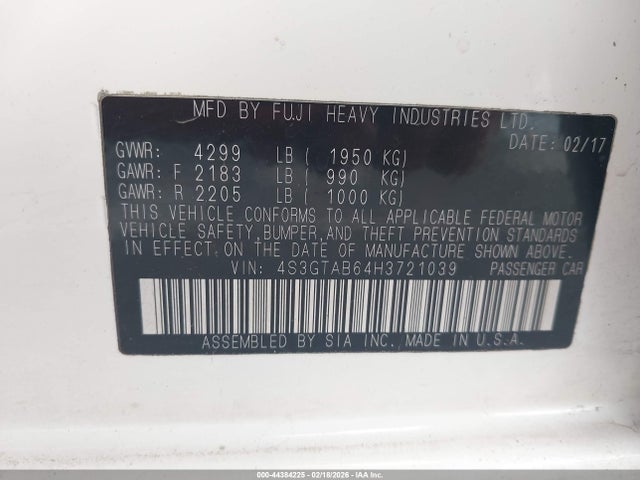 MFD BY FUJI HEAVY INDUSTRIES LTD.
DATE: 02/17
GVWR: 4299 LB ( 1950 KG)
GAWR: F 2183 LB ( 990 KG)
GAWR: R 2205 LB ( 1000 KG)
THIS VEHICLE CONFORMS TO ALL APPLICABLE FEDERAL MOTOR
VEHICLE SAFETY, BUMPER, AND THEFT PREVENTION STANDARDS
IN EFFECT ON THE DATE OF MANUFACTURE SHOWN ABOVE.
VIN: 4S3GTAB64H3721039 PASSENGER CAR
ASSEMBLED BY SIA INC. MADE IN U.S.A.
000-44384225 - 02/18/2026 - IAA Corp.